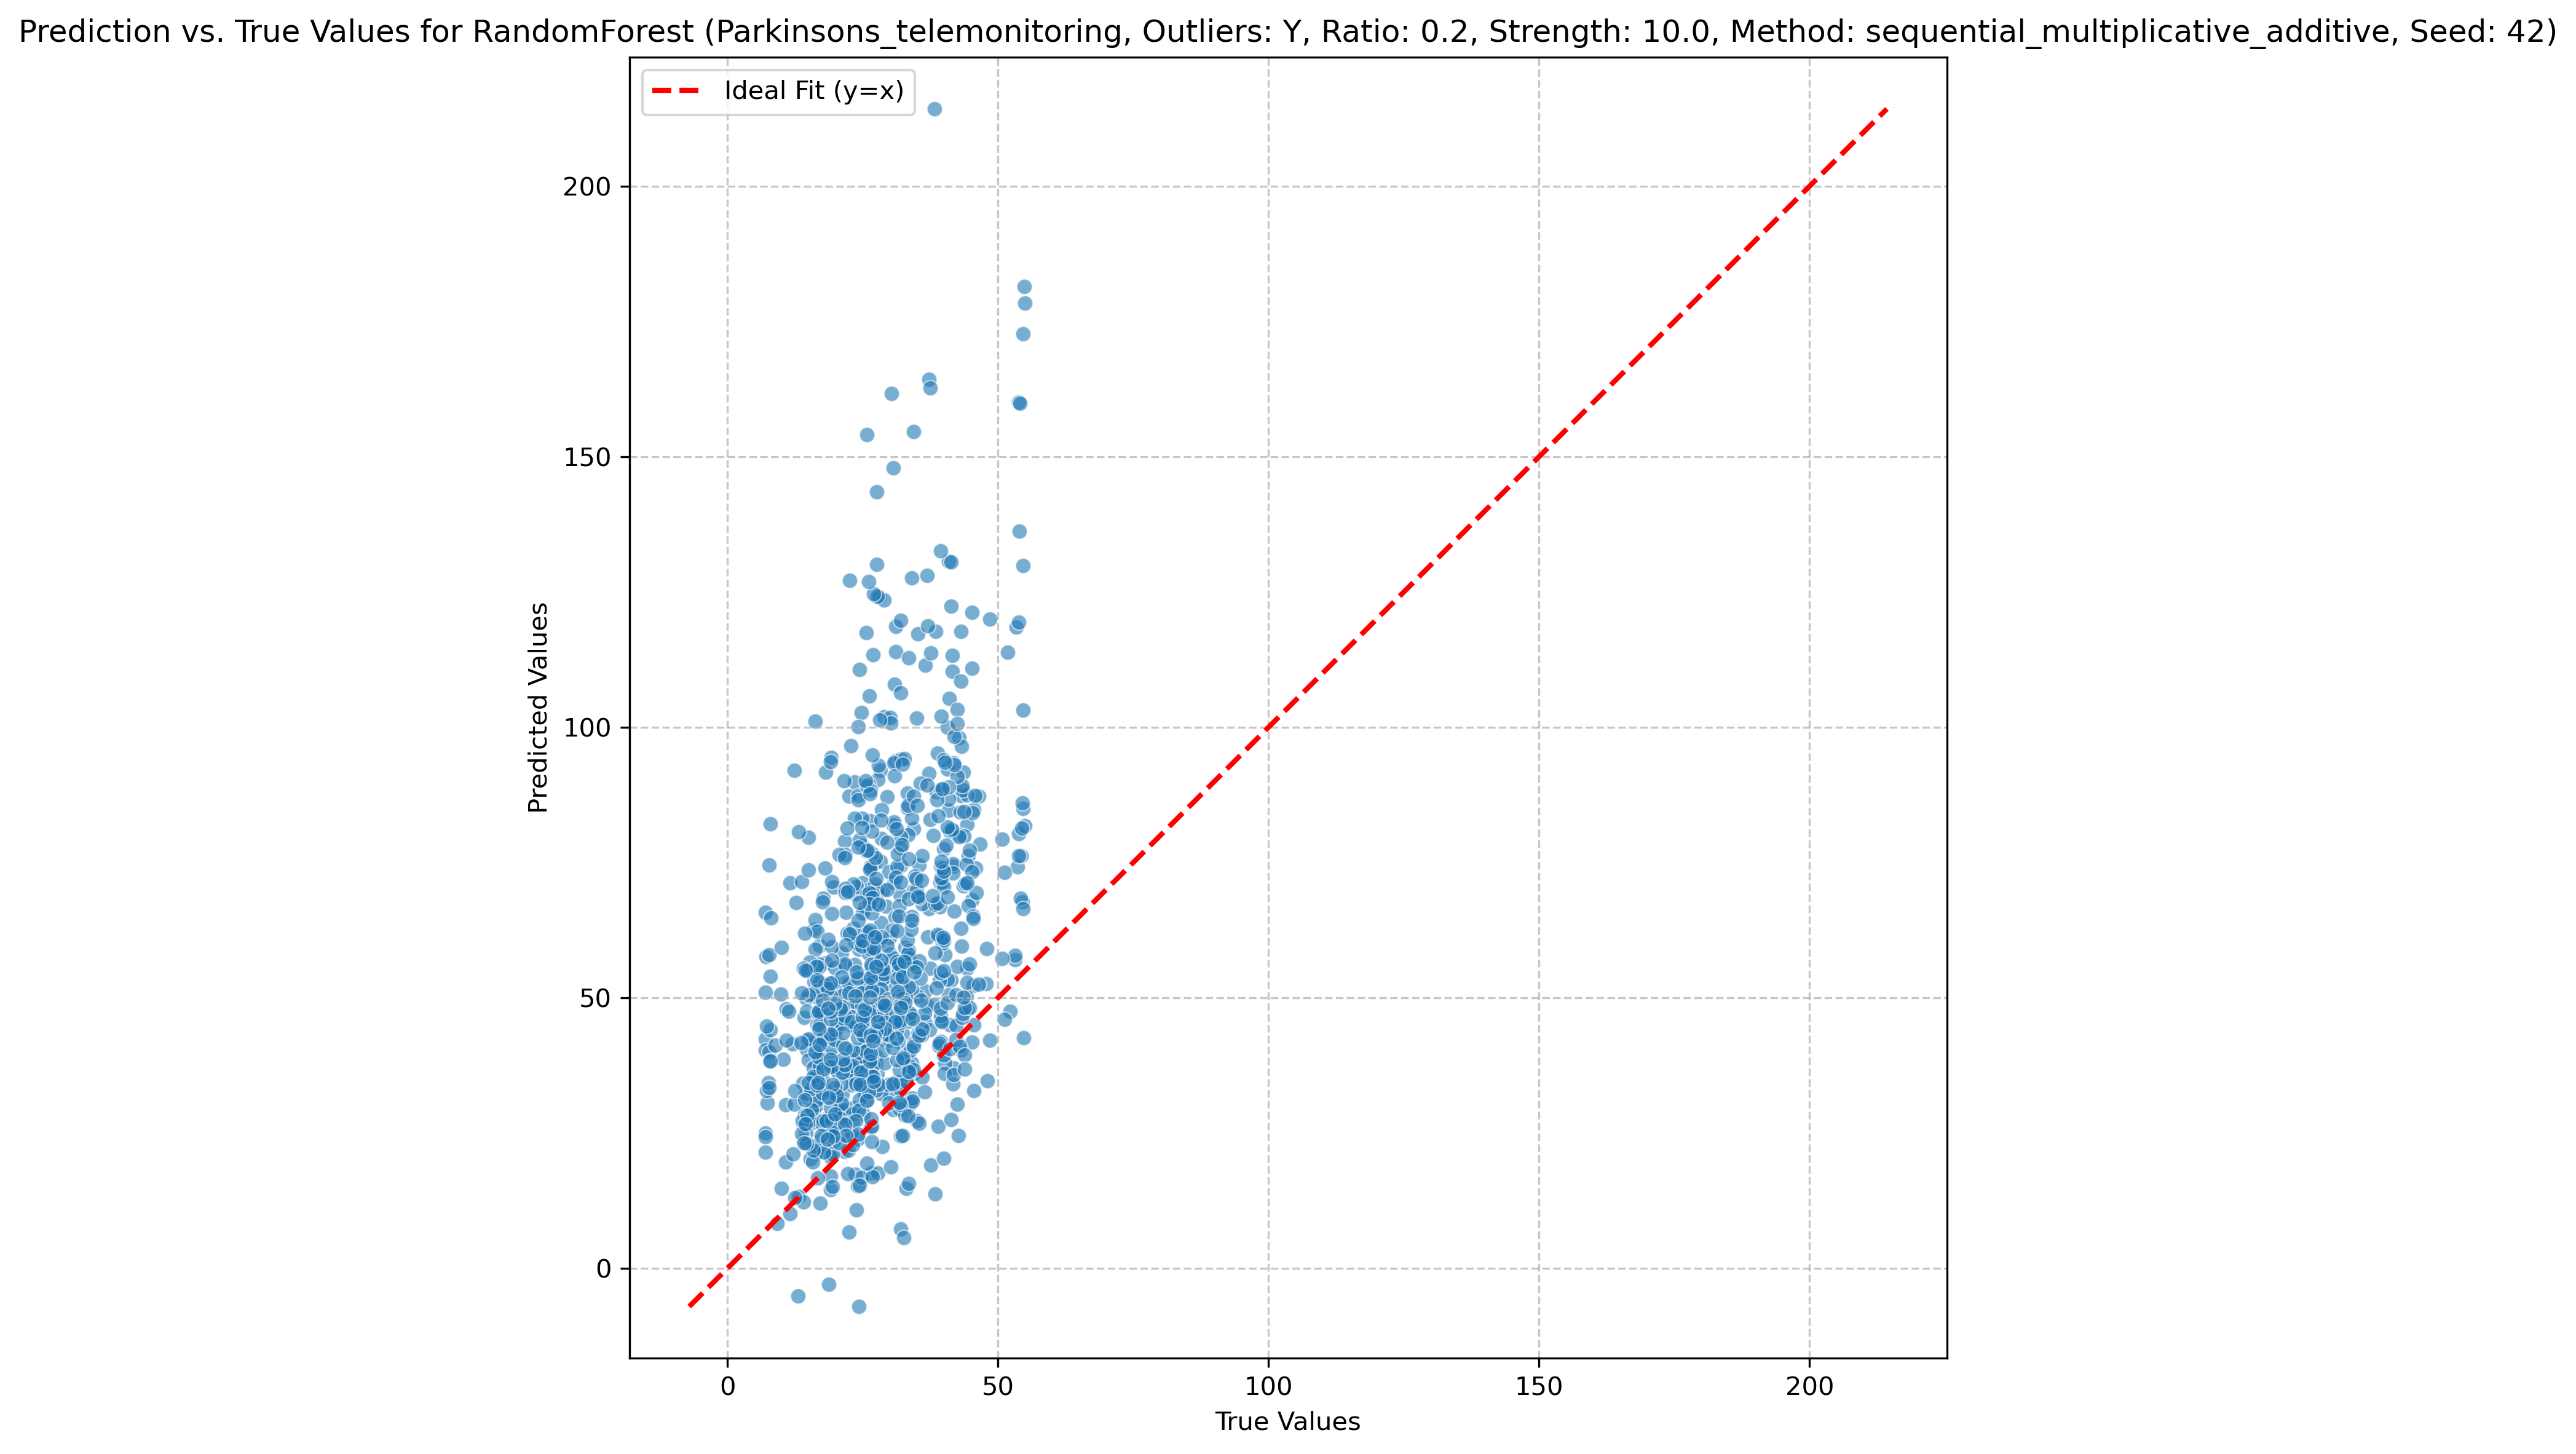 Prediction vs. True Values for RandomForest (Parkinsons_telemonitoring, Outliers: Y, Ratio: 0.2, Strength: 10.0, Method: sequential_multiplicative_additive, Seed: 42)
Ideal Fit (y=x)
200
150
100
50
0
Predicted Values
0 50 100 150 200
True Values